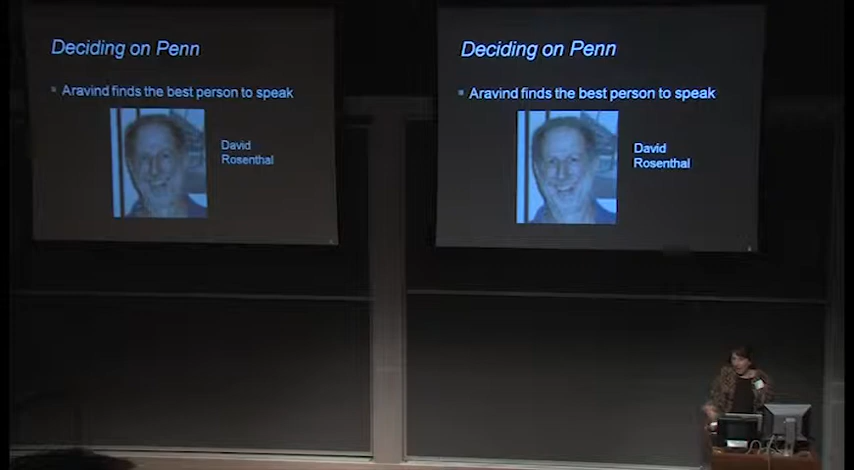 Deciding on Penn
Aravind finds the best person to speak
David
Rosenthal
Deciding on Penn
Aravind finds the best person to speak
David
Rosenthal